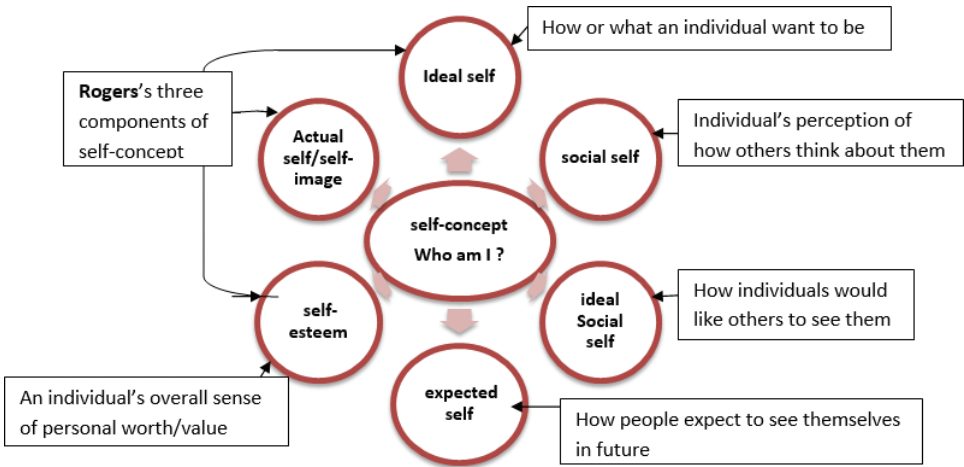 How or what an individual want to be
Ideal self
Rogers's three
components of
self-concept
Actual
self/self-
image
social self
Individual's perception of
how others think about them
self-concept
Who am I ?
self-
esteem
ideal
Social
self
How individuals would
like others to see them
An individual's overall sense
of personal worth/value
expected
self
How people expect to see themselves
in future